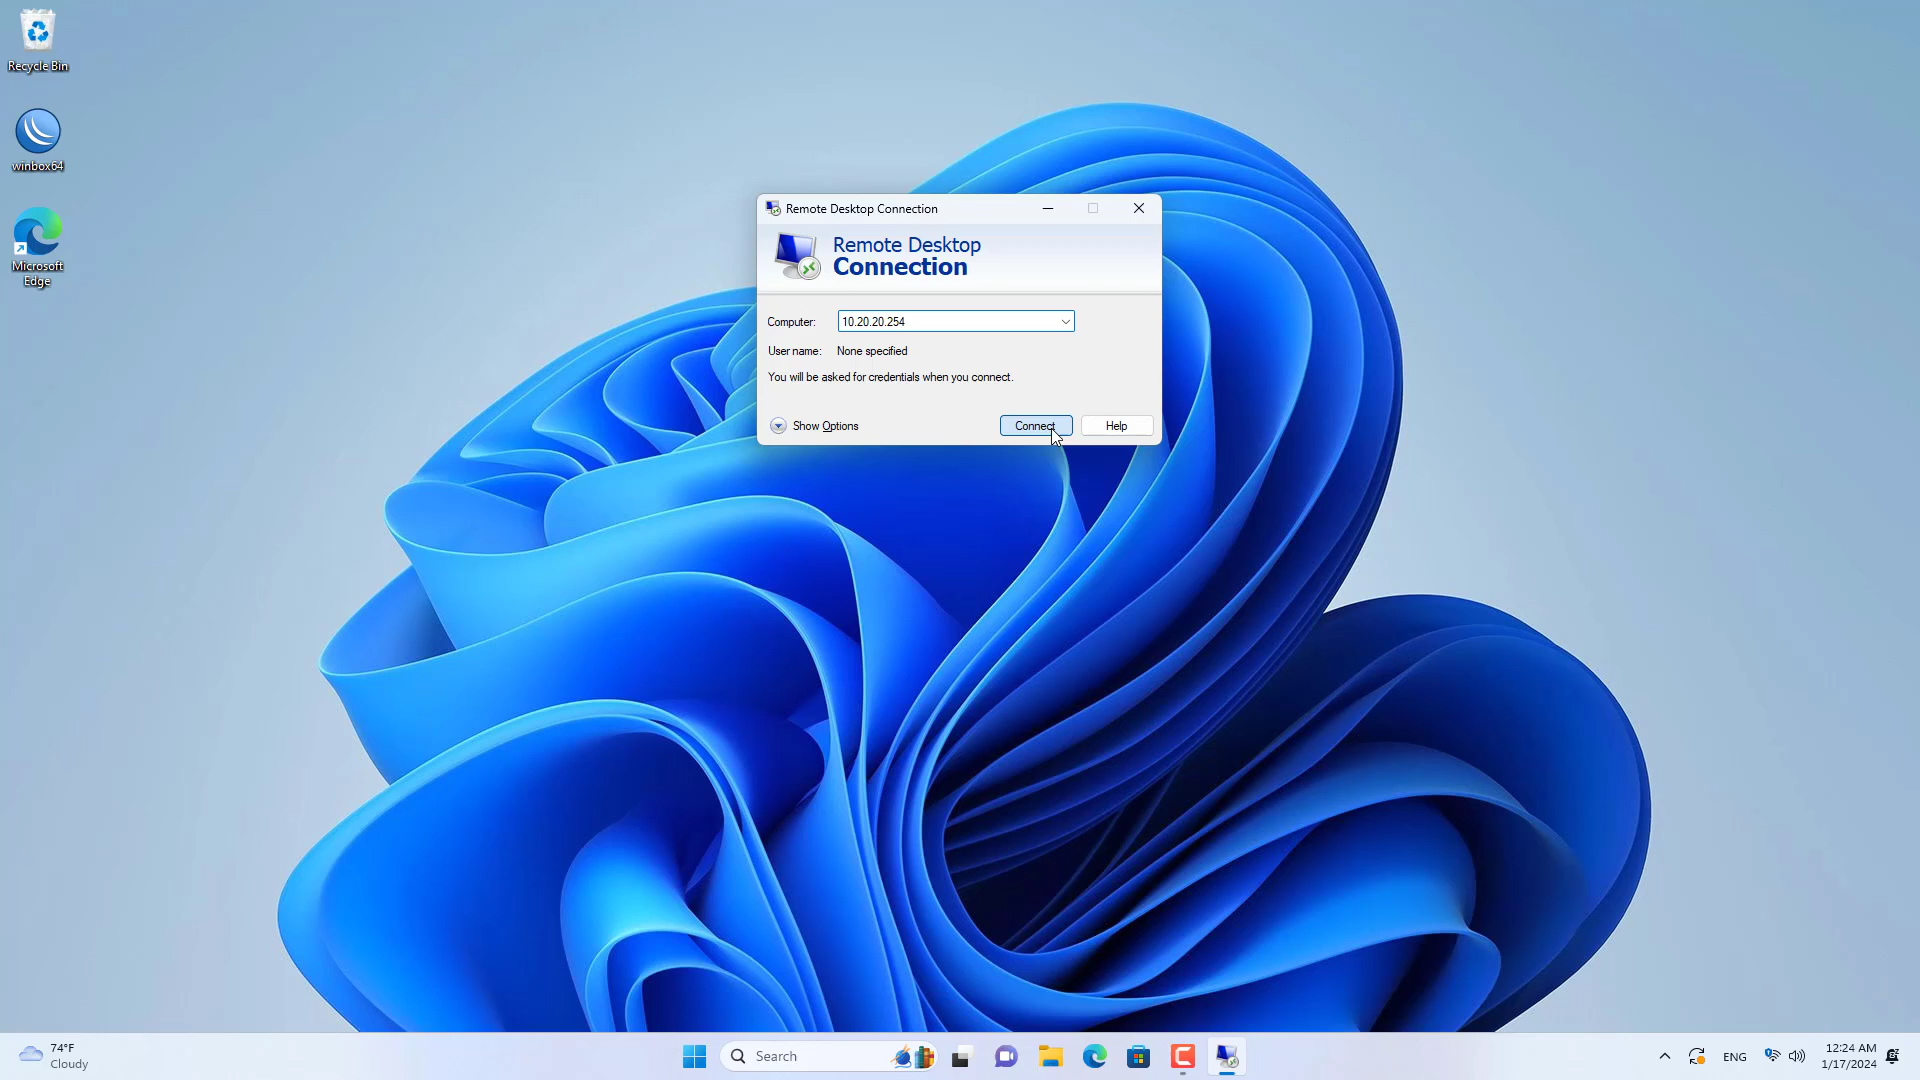 Recycle Bin
winbox64
Microsoft
Edge
Remote Desktop Connection
Remote Desktop
Connection
Computer: 10.20.20.254
User name: None specified
You will be asked for credentials when you connect.
Show Options Connect Help
74°F
Cloudy
Search
ENG
12:24 AM
1/17/2024